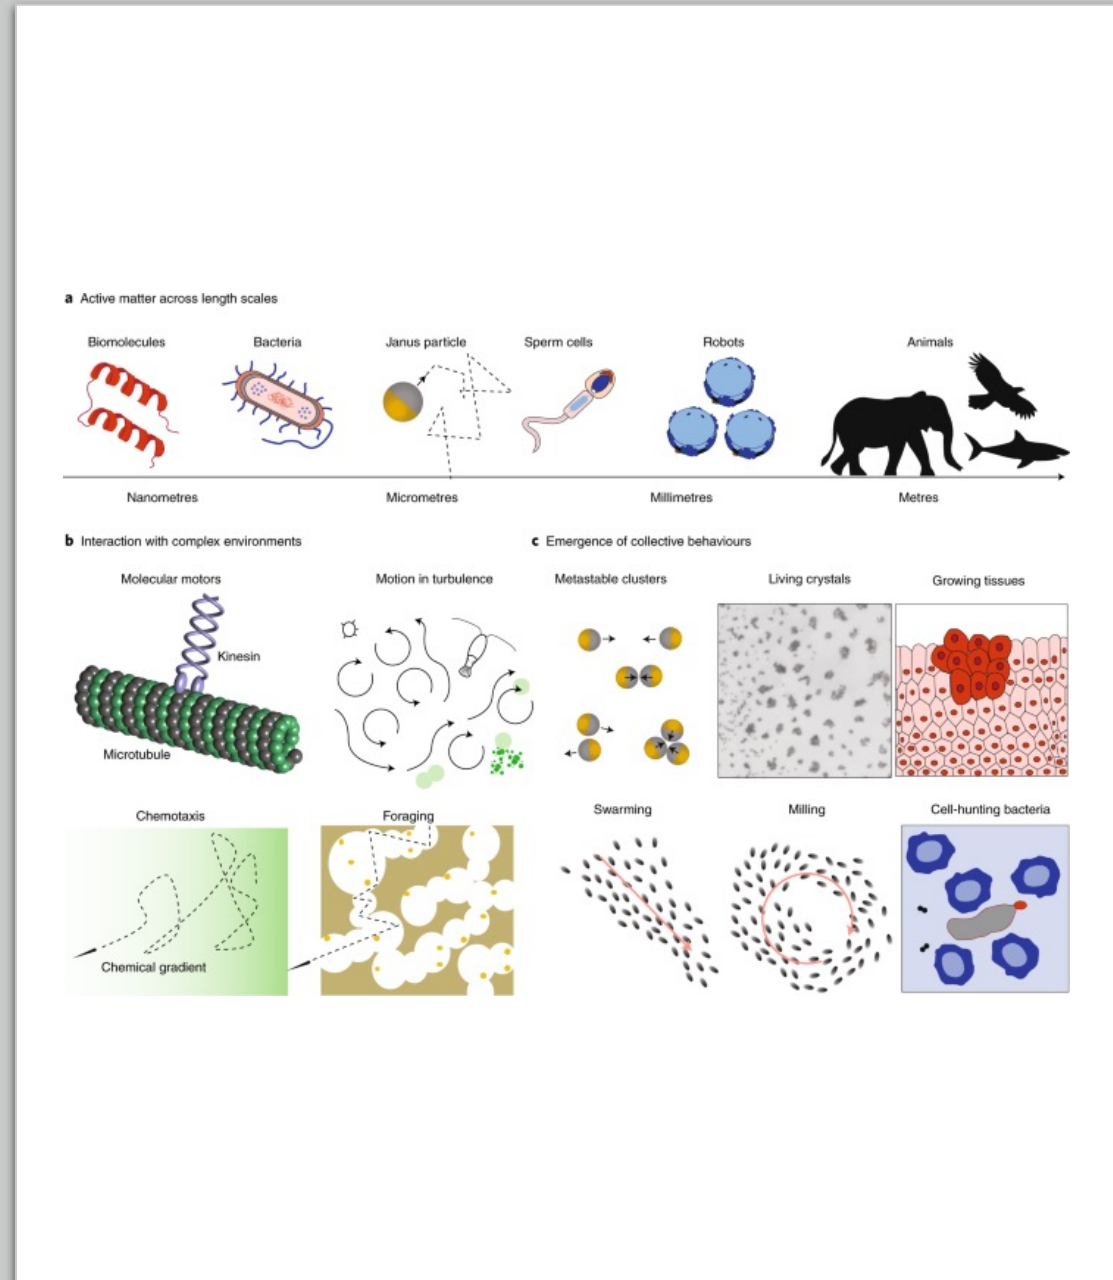 a Active matter across length scales
Biomolecules Bacteria Janus particle Sperm cells Robots Animals
Nanometres Micrometres Millimetres Metres
b Interaction with complex environments
Molecular motors Motion in turbulence
Kinesin
Microtubule
Chemotaxis Foraging
Chemical gradient
c Emergence of collective behaviours
Metastable clusters Living crystals Growing tissues
Swarming Milling Cell-hunting bacteria